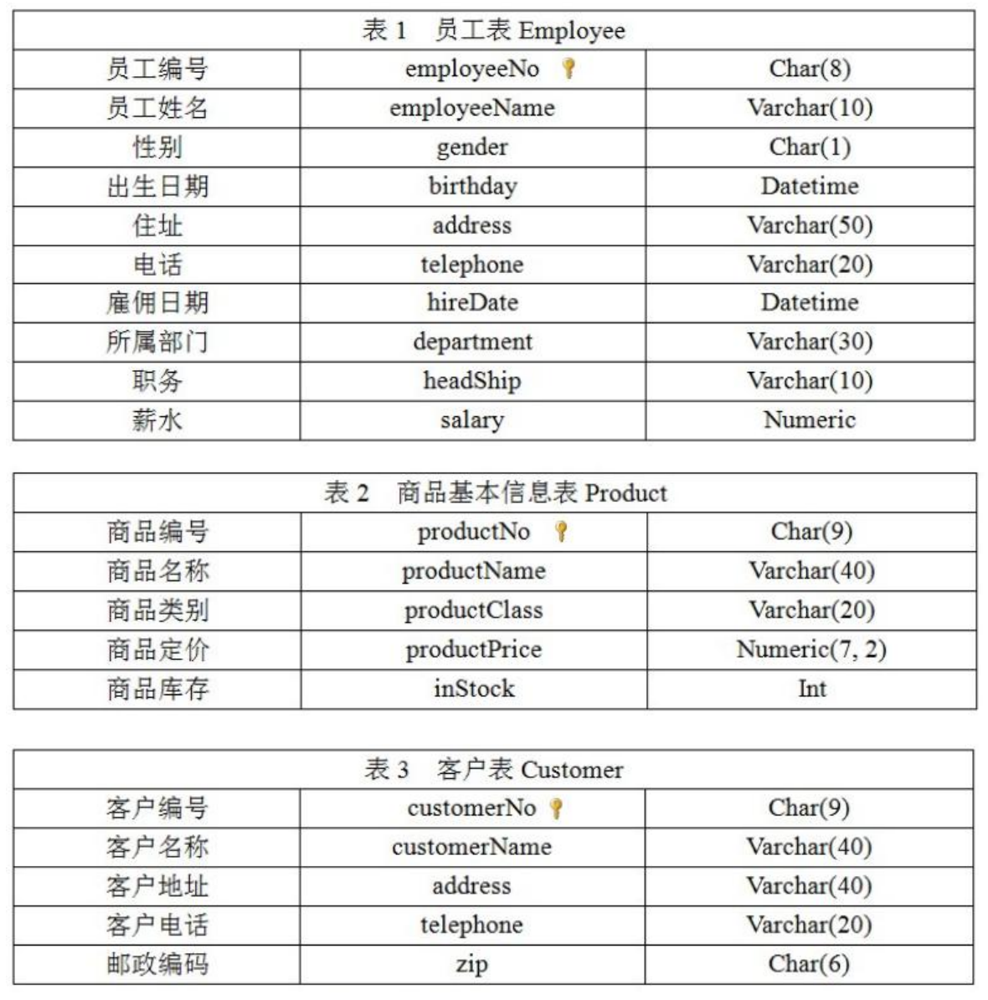 表 1 员工表 Employee
员工编号 employeeNo Char(8)
员工姓名 employeeName Varchar(10)
性别 gender Char(1)
出生日期 birthday Datetime
住址 address Varchar(50)
电话 telephone Varchar(20)
雇佣日期 hireDate Datetime
所属部门 department Varchar(30)
职务 headShip Varchar(10)
薪水 salary Numeric
表 2 商品基本信息表 Product
商品编号 productNo Char(9)
商品名称 productName Varchar(40)
商品类别 productClass Varchar(20)
商品定价 productPrice Numeric(7, 2)
商品库存 inStock Int
表 3 客户表 Customer
客户编号 customerNo Char(9)
客户名称 customerName Varchar(40)
客户地址 address Varchar(40)
客户电话 telephone Varchar(20)
邮政编码 zip Char(6)